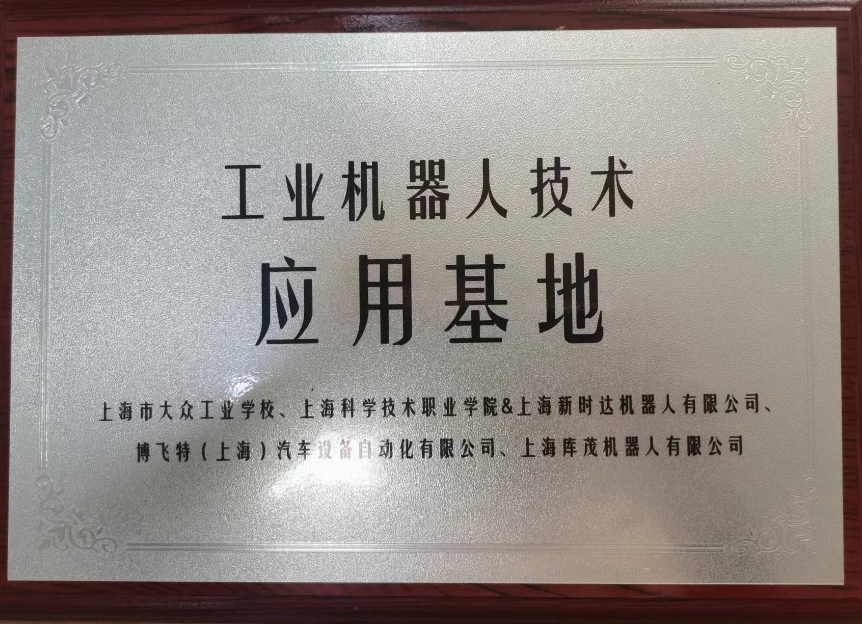 工业机器人技术
应用基地
上海市大众工业学校、上海科学技术职业学院&上海新时达机器人有限公司、
博飞特（上海）汽车设备自动化有限公司、上海库茂机器人有限公司